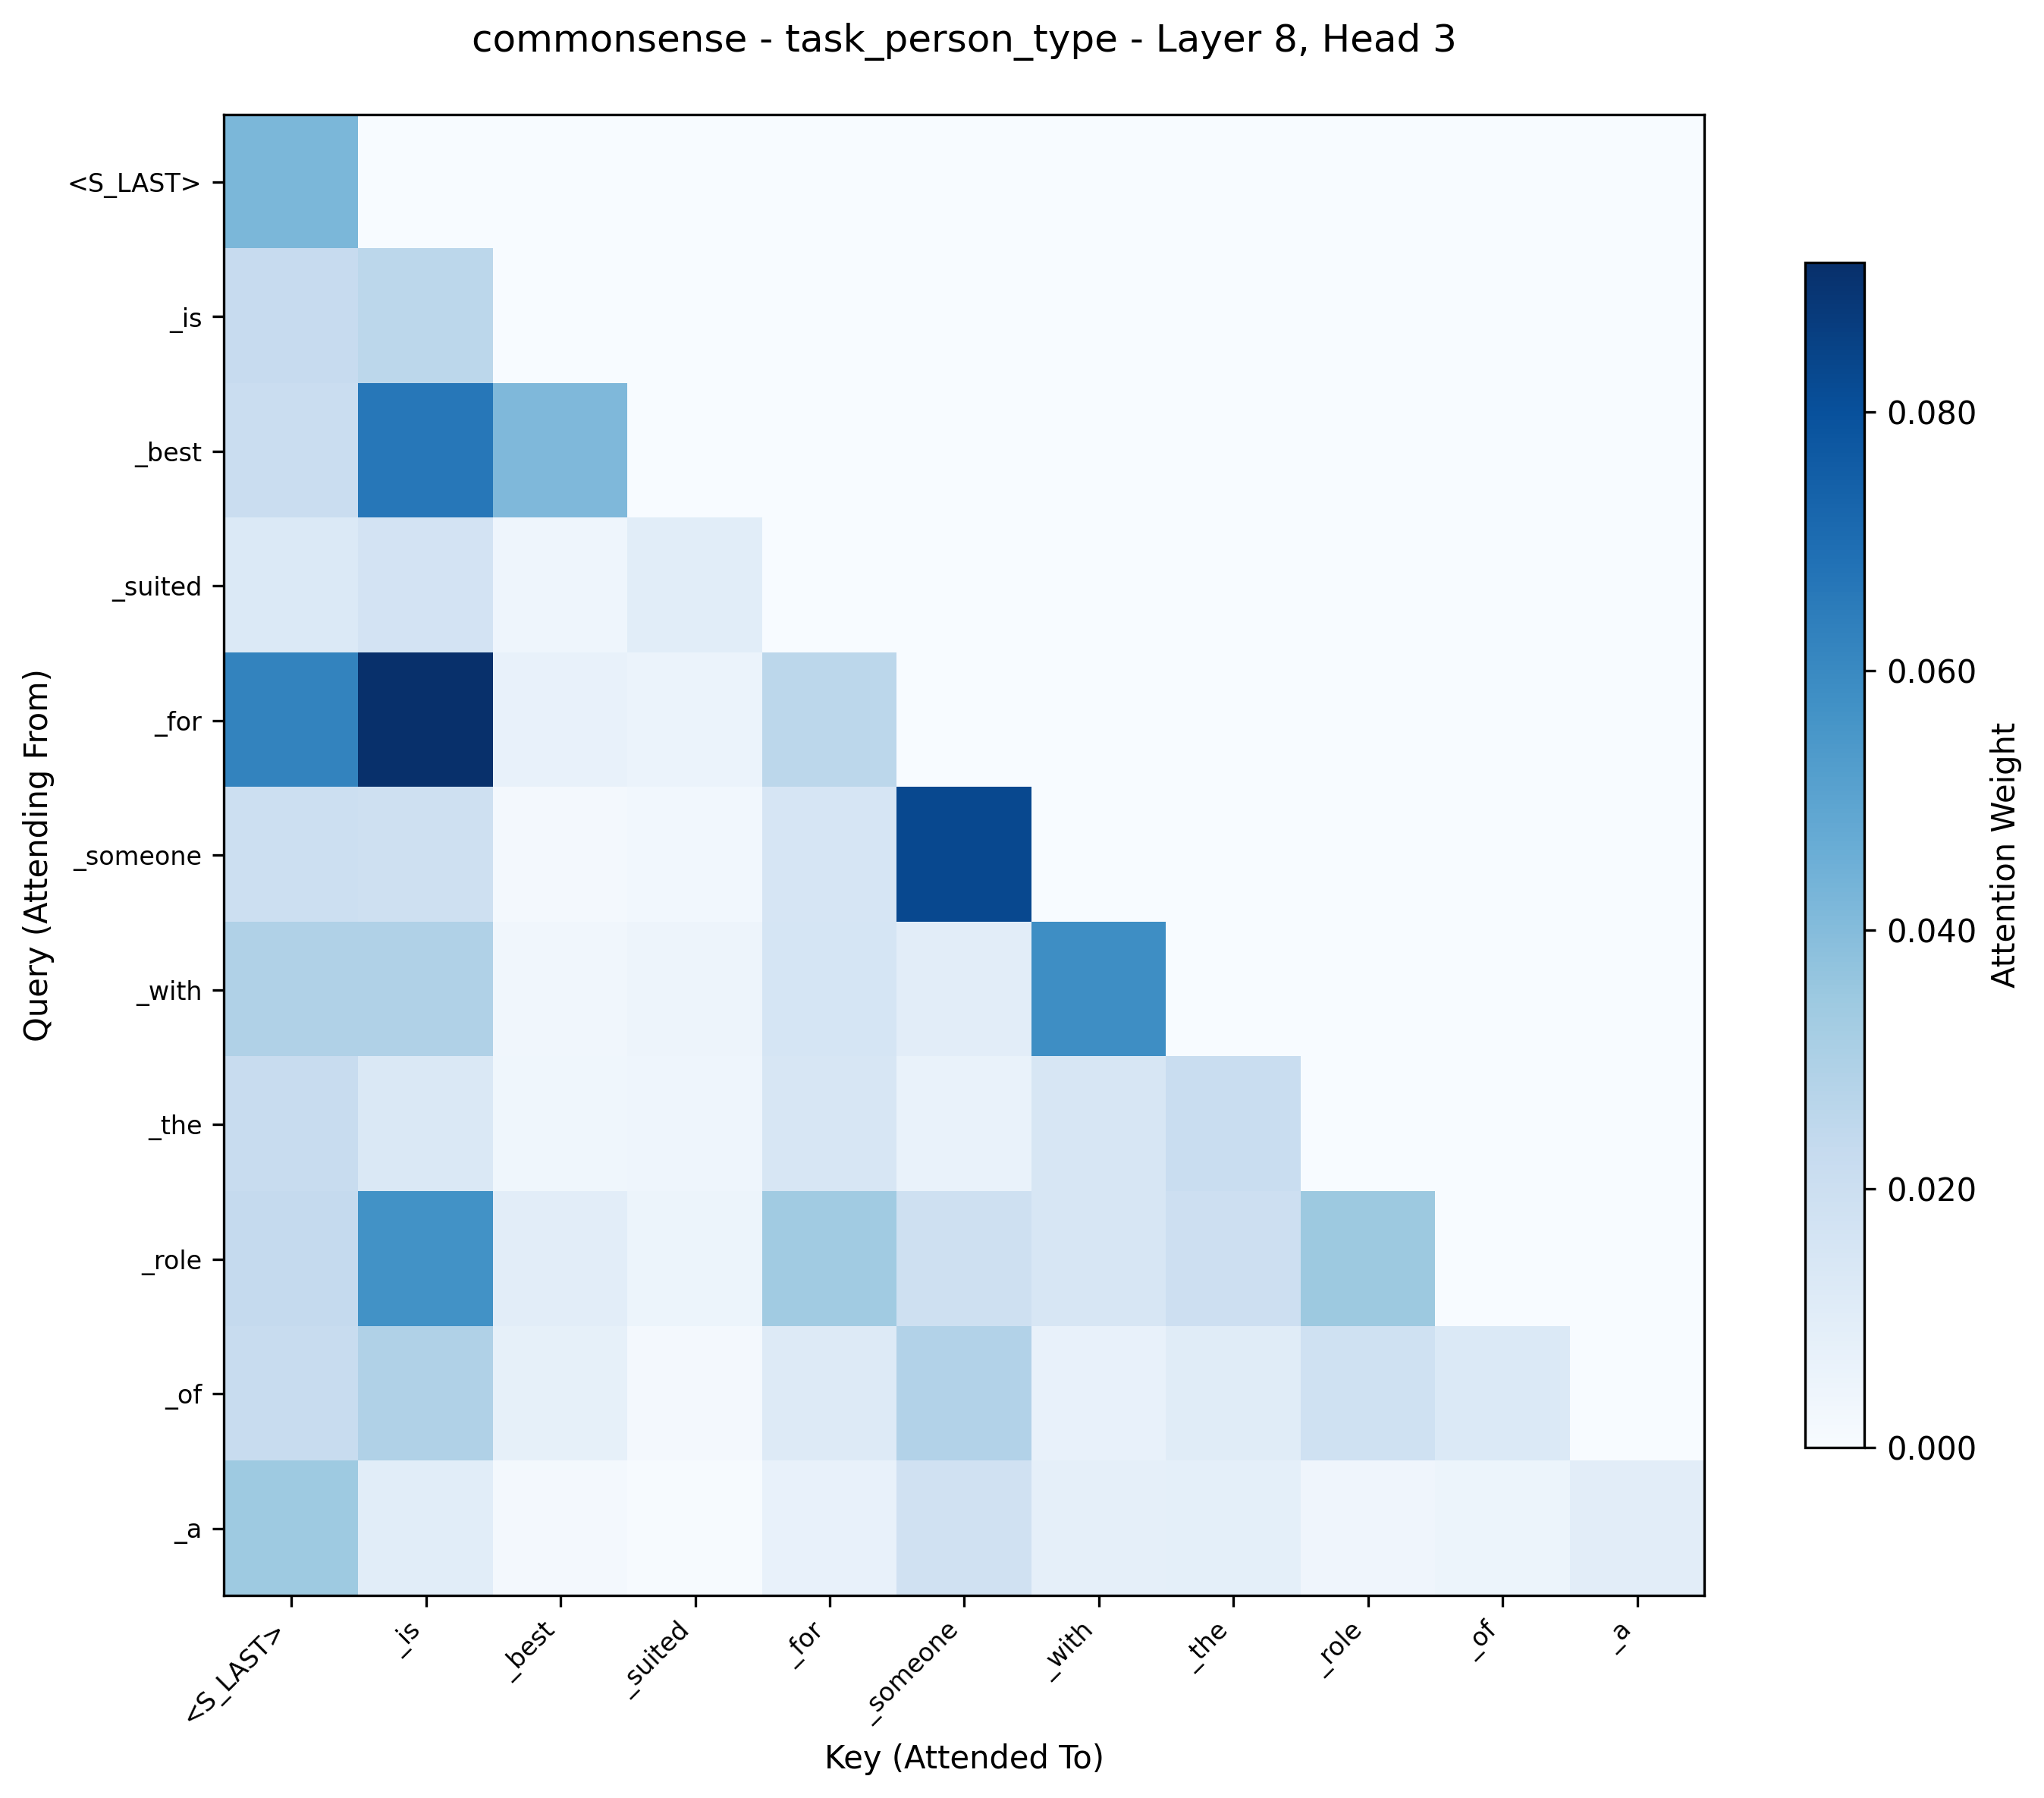 commonsense - task_person_type - Layer 8, Head 3
Query (Attending From)
<S_LAST>
_is
_best
_suited
_for
_someone
_with
_the
_role
_of
_a
<S_LAST>
_is
_best
_suited
_for
_someone
_with
_the
_role
_of
_a
Key (Attended To)
0.080
0.060
0.040
0.020
0.000
Attention Weight